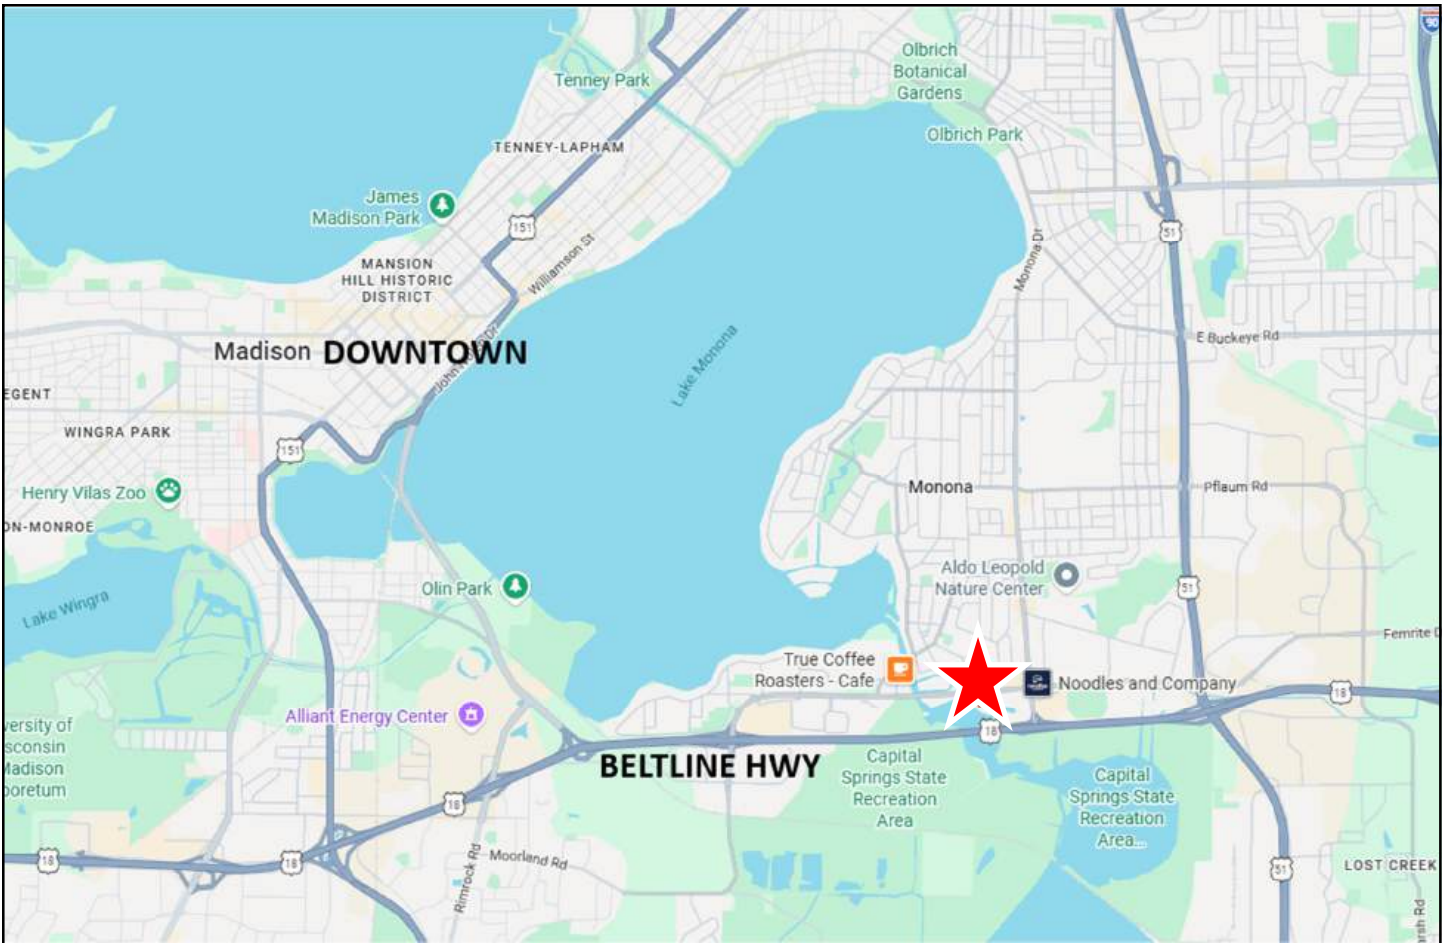 90
Olbrich
Botanical
Gardens
Tenney Park
Olbrich Park
TENNEY-LAPHAM
James
Madison Park
151
51
Williamson St
Monona Dr
MANSION
HILL HISTORIC
DISTRICT
E Buckeye Rd
Lake Monona
Madison DOWNTOWN
EGENT
WINGRA PARK
151
Henry Vilas Zoo
Monona
Pflaum Rd
ON-MONROE
Aldo Leopold
Nature Center
Olin Park
51
Lake Wingra
Femrite D
True Coffee
Roasters - Cafe
Noodles and Company
18
Alliant Energy Center
versity of
sconsin
Madison
boretum
18
BELTLINE HWY
Capital
Springs State
Recreation
Area
Capital
Springs State
Recreation
Area...
18
Moorland Rd
Rimrock Rd
18
18
51
LOST CREEK
arsh Rd